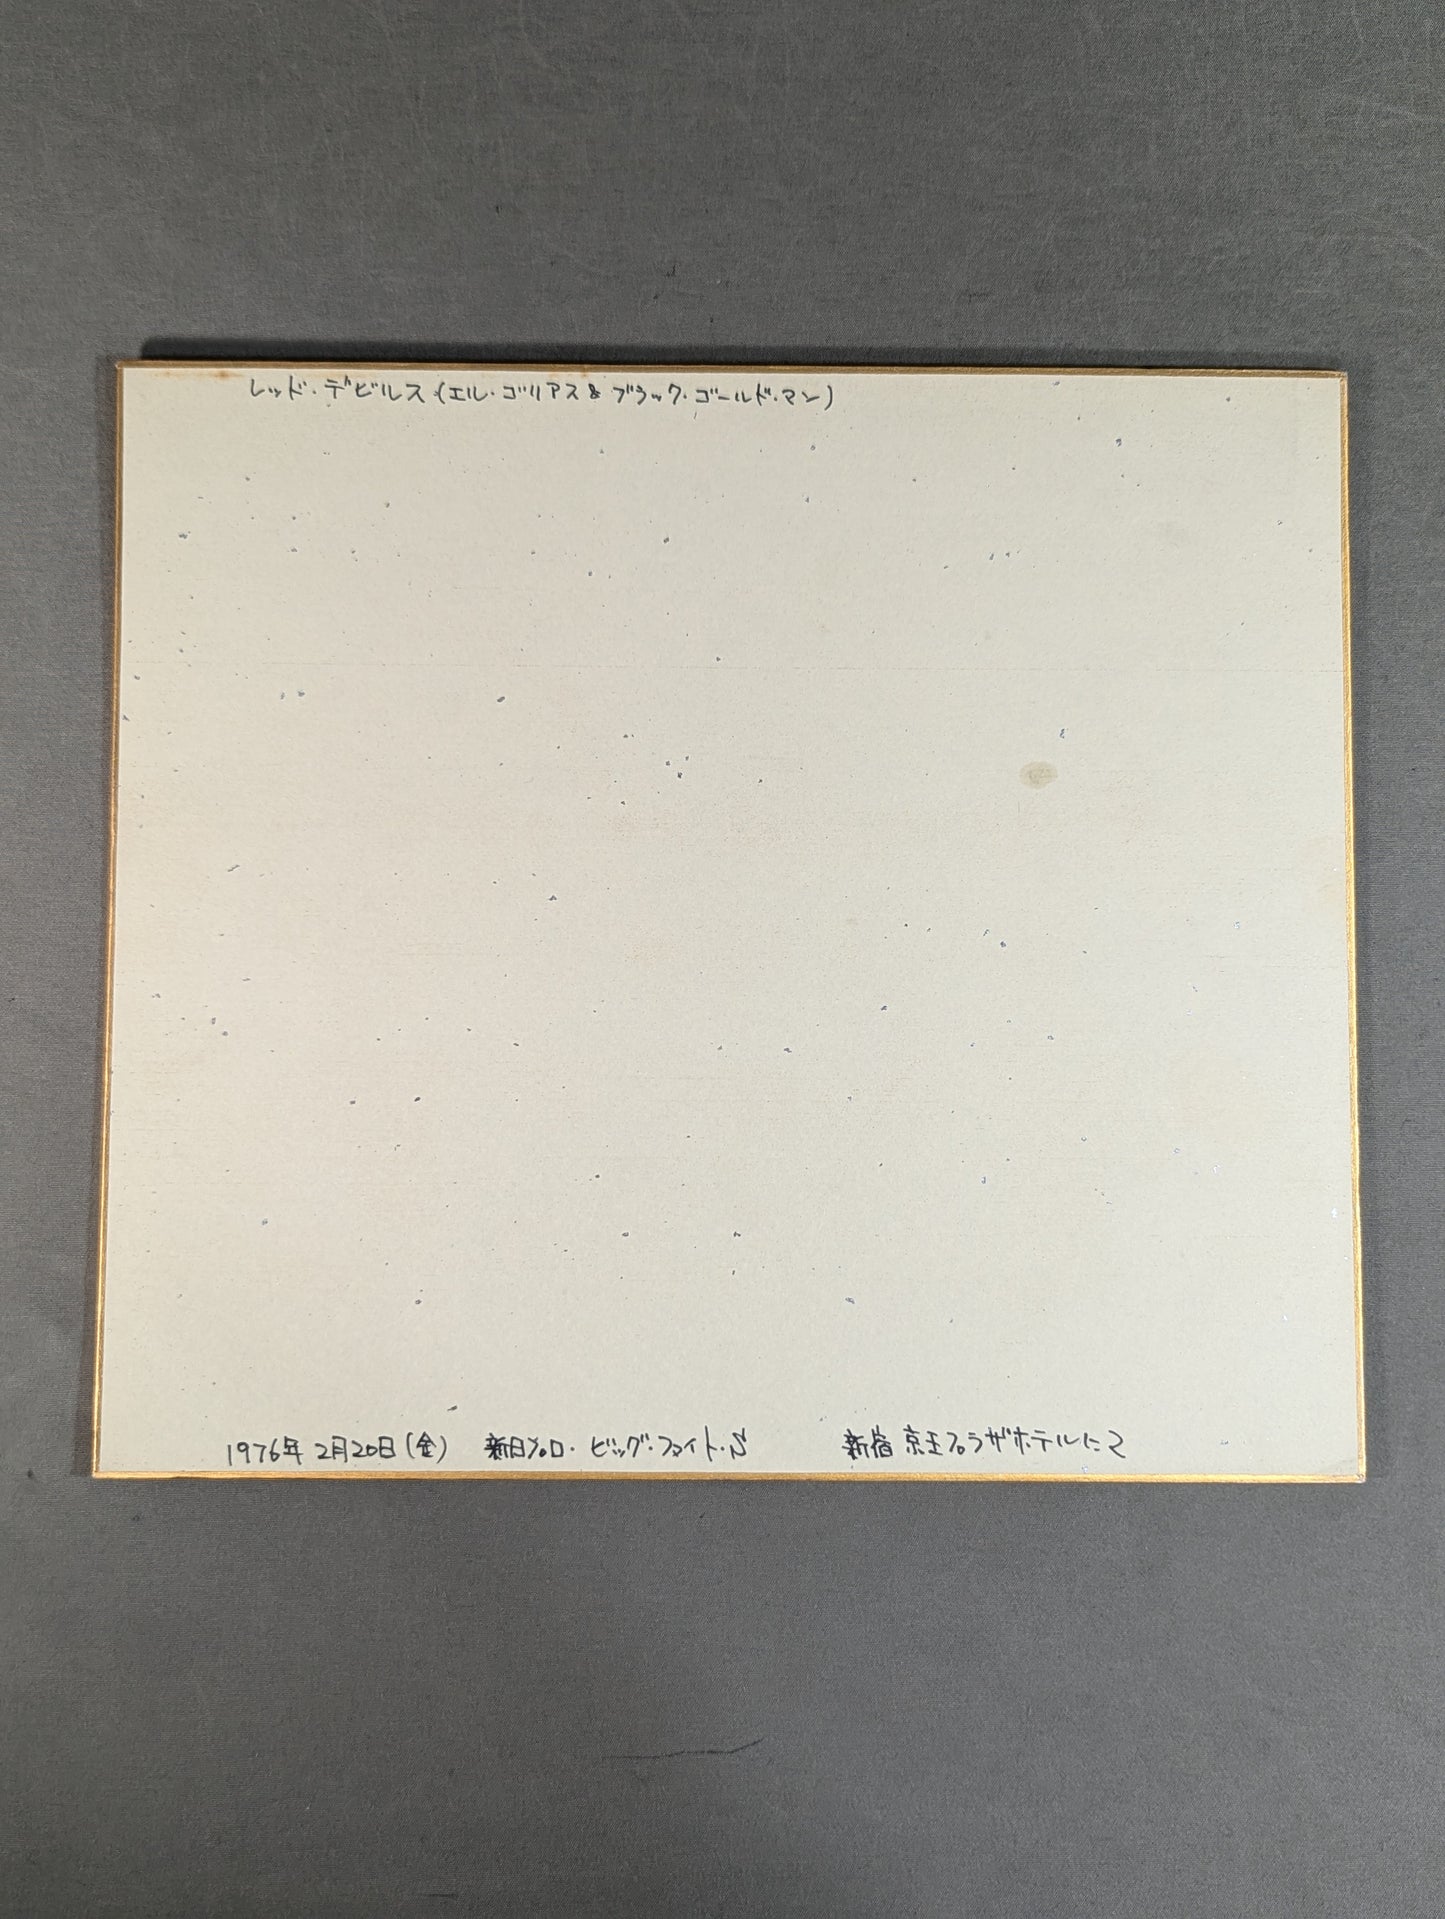 レッド・デビルス(エル・ゴリアス&ブラック・ゴールド・マン)
1976年 2月20日(金) 新日プロ・ビッグ・ファイト・S 新宿京王プラザホテルにて